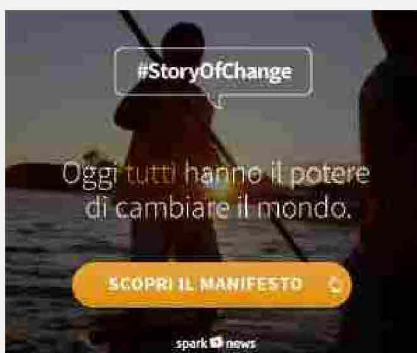 #StoryOfChange
Oggi tutti hanno il potere
di cambiare il mondo.
SCOPRI IL MANIFESTO
spark news